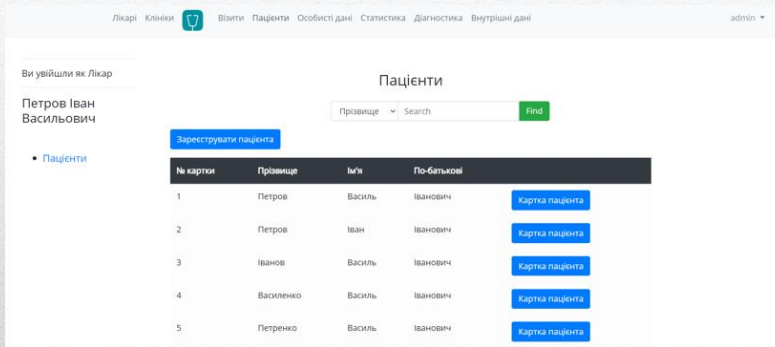 Лікарі Клініки Візити Пацієнти Особисті дані Статистика Діагностика Внутрішні дані admin
Ви увійшли як Лікар
Петров Іван
Васильович
Пацієнти
Пацієнти
Прізвище Search Find
Зареєструвати пацієнта
№ картки Прізвище Ім'я По-батькові
1 Петров Василь Іванович Картка пацієнта
2 Петров Іван Іванович Картка пацієнта
3 Іванов Василь Іванович Картка пацієнта
4 Василенко Василь Іванович Картка пацієнта
5 Петренко Василь Іванович Картка пацієнта